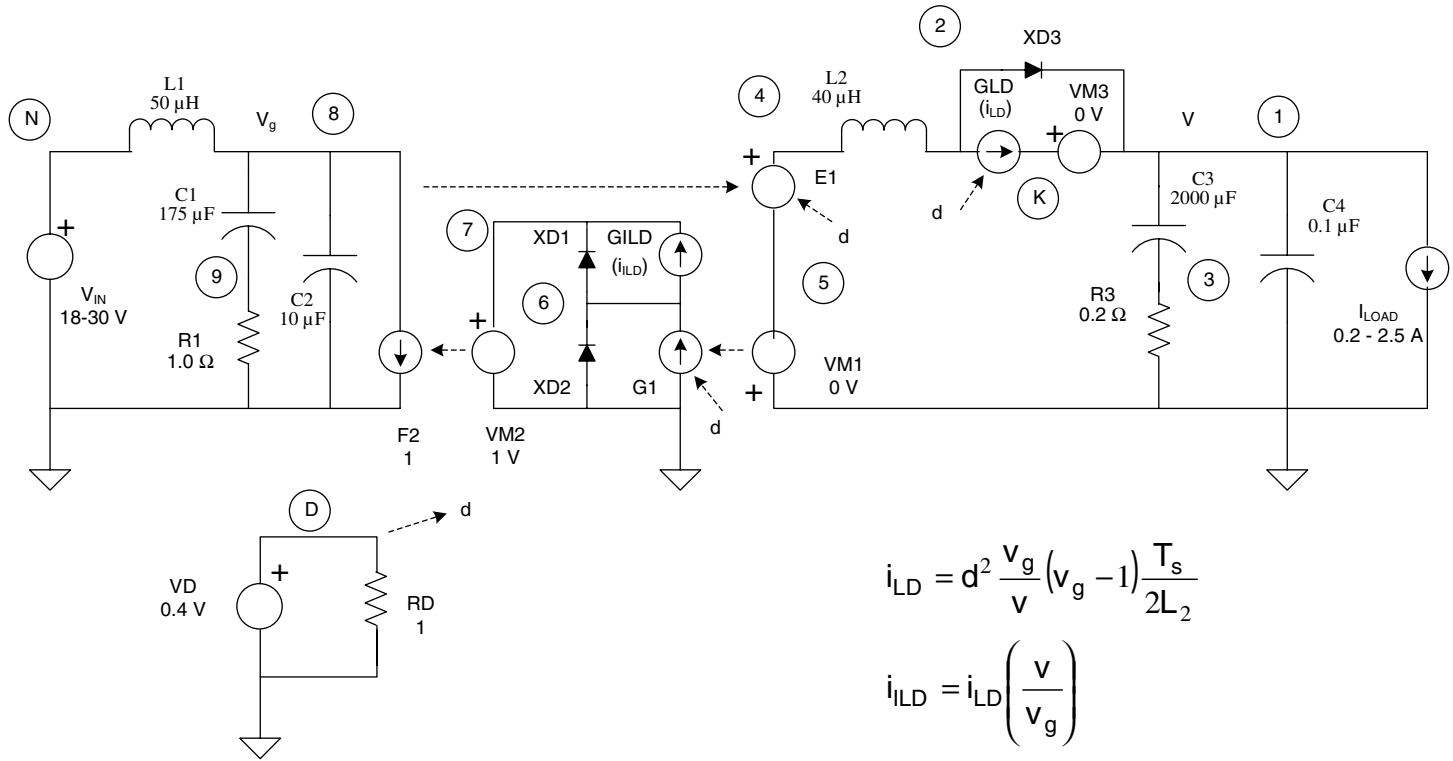 2
XD3
L1
50 µH
L2
40 µH
GLD
(iLD)
VM3
0 V
N
Vg
8
4
V
1
E1
C1
175 µF
C3
2000 µF
C4
0.1 µF
d
K
7
XD1
GILD
(iILD)
d
9
VIN
18-30 V
C2
10 µF
6
5
R3
0.2 Ω
3
ILOAD
0.2 - 2.5 A
R1
1.0 Ω
XD2
G1
VM1
0 V
F2
1
VM2
1 V
d
D
d
VD
0.4 V
RD
1
iLD = d² vg/v (vg − 1) Ts/2L2
iILD = iLD (v/vg)